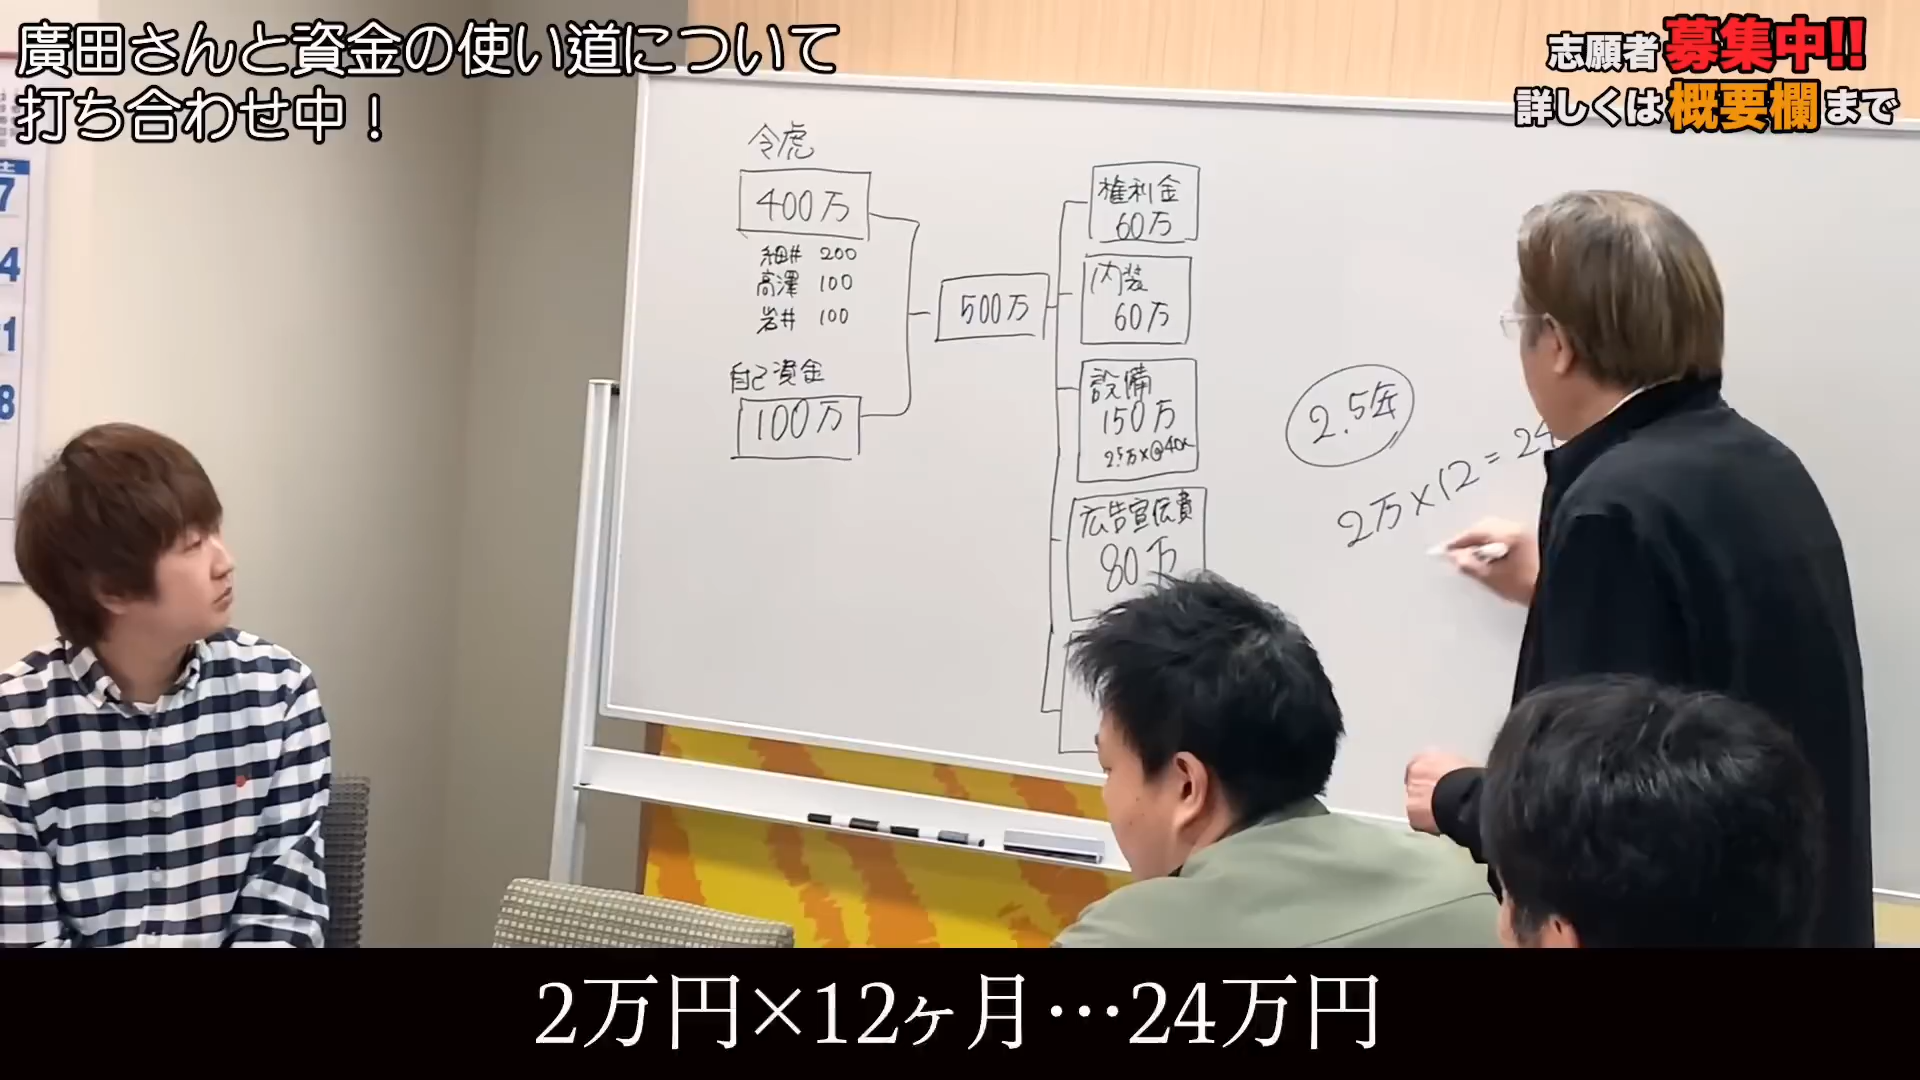 廣田さんと資金の使い道について
打ち合わせ中！
志願者募集中!!
詳しくは概要欄まで
令虎
400万
細井 200
高澤 100
岩井 100
自己資金
100万
500万
権利金
60万
内装
60万
設備
150万
広告宣伝費
80万
2.5年
2万×12=24
土
7
4
1
8
2万円×12ヶ月…24万円